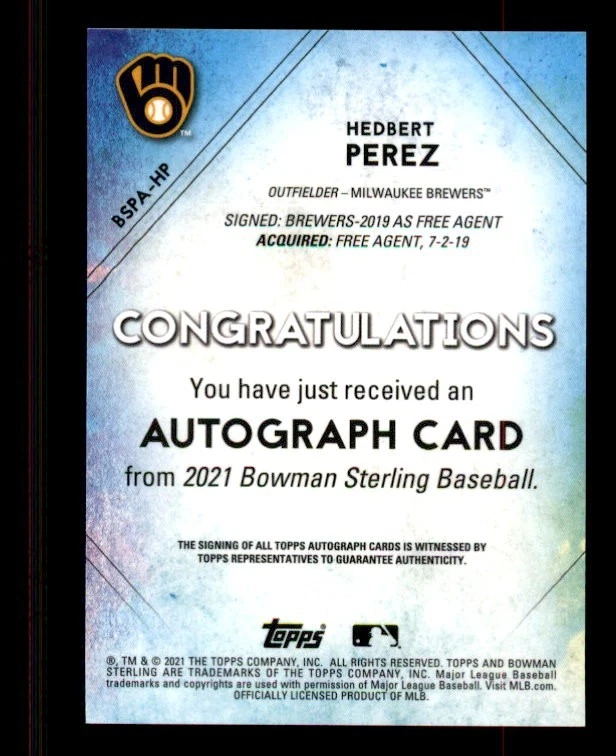 TM
BSPA-HP
HEDBERT
PEREZ
OUTFIELDER – MILWAUKEE BREWERS™
SIGNED: BREWERS-2019 AS FREE AGENT
ACQUIRED: FREE AGENT, 7-2-19
CONGRATULATIONS
You have just received an
AUTOGRAPH CARD
from 2021 Bowman Sterling Baseball.
THE SIGNING OF ALL TOPPS AUTOGRAPH CARDS IS WITNESSED BY
TOPPS REPRESENTATIVES TO GUARANTEE AUTHENTICITY.
topps
®, TM & © 2021 THE TOPPS COMPANY, INC. ALL RIGHTS RESERVED. TOPPS AND BOWMAN
STERLING ARE TRADEMARKS OF THE TOPPS COMPANY, INC. Major League Baseball
trademarks and copyrights are used with permission of Major League Baseball. Visit MLB.com.
OFFICIALLY LICENSED PRODUCT OF MLB.